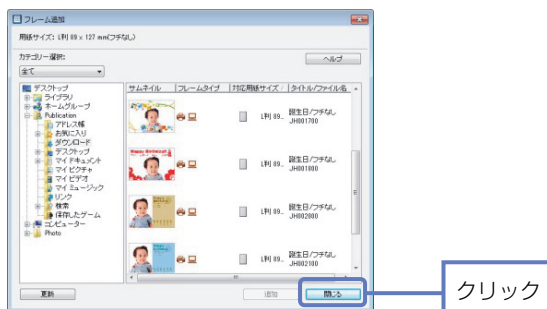 フレーム追加
用紙サイズ: L判 89 x 127 mm(フチなし)
カテゴリー選択:
ヘルプ
全て
デスクトップ
ライブラリ
ホームグループ
Publication
アドレス帳
お気に入り
ダウンロード
デスクトップ
マイ ドキュメント
マイ ピクチャ
マイ ビデオ
マイ ミュージック
リンク
検索
保存したゲーム
コンピューター
Photo
サムネイル フレームタイプ 対応用紙サイズ / タイトル/ファイル名
L判 89... 誕生日/フチなし
JH001700
Happy Birthday!!
L判 89... 誕生日/フチなし
JH001800
L判 89... 誕生日/フチなし
JH002000
L判 89... 誕生日/フチなし
JH002100
更新 追加 閉じる
クリック